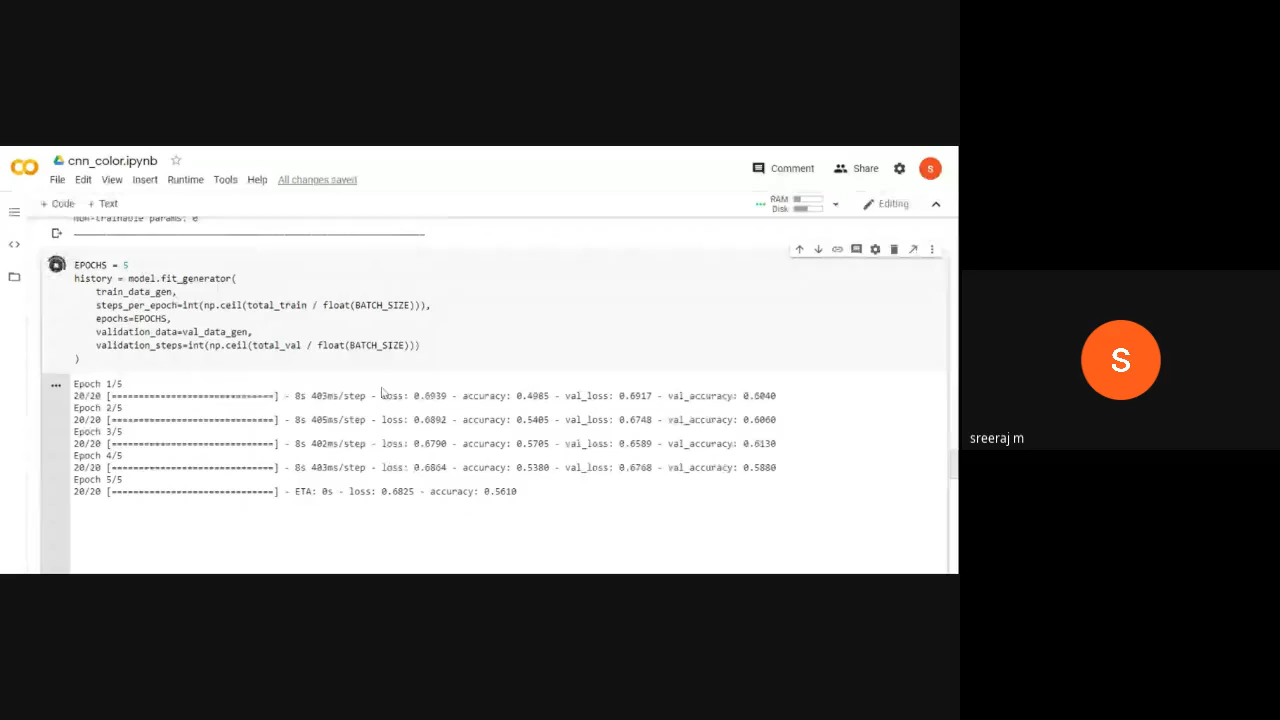 cnn_color.ipynb
Comment
Share
S
File Edit View Insert Runtime Tools Help All changes saved
+ Code + Text
RAM
Disk
Editing
non-trainable params: 0
EPOCHS = 5
history = model.fit_generator(
train_data_gen,
steps_per_epoch=int(np.ceil(total_train / float(BATCH_SIZE))),
epochs=EPOCHS,
validation_data=val_data_gen,
validation_steps=int(np.ceil(total_val / float(BATCH_SIZE)))
)
Epoch 1/5
20/20 [==============================] - 8s 403ms/step - loss: 0.6939 - accuracy: 0.4985 - val_loss: 0.6917 - val_accuracy: 0.6040
Epoch 2/5
20/20 [==============================] - 8s 405ms/step - loss: 0.6892 - accuracy: 0.5405 - val_loss: 0.6748 - val_accuracy: 0.6060
Epoch 3/5
20/20 [==============================] - 8s 402ms/step - loss: 0.6790 - accuracy: 0.5705 - val_loss: 0.6589 - val_accuracy: 0.6130
Epoch 4/5
20/20 [==============================] - 8s 403ms/step - loss: 0.6864 - accuracy: 0.5380 - val_loss: 0.6768 - val_accuracy: 0.5880
Epoch 5/5
20/20 [==============================] - ETA: 0s - loss: 0.6825 - accuracy: 0.5610
S
sreeraj m